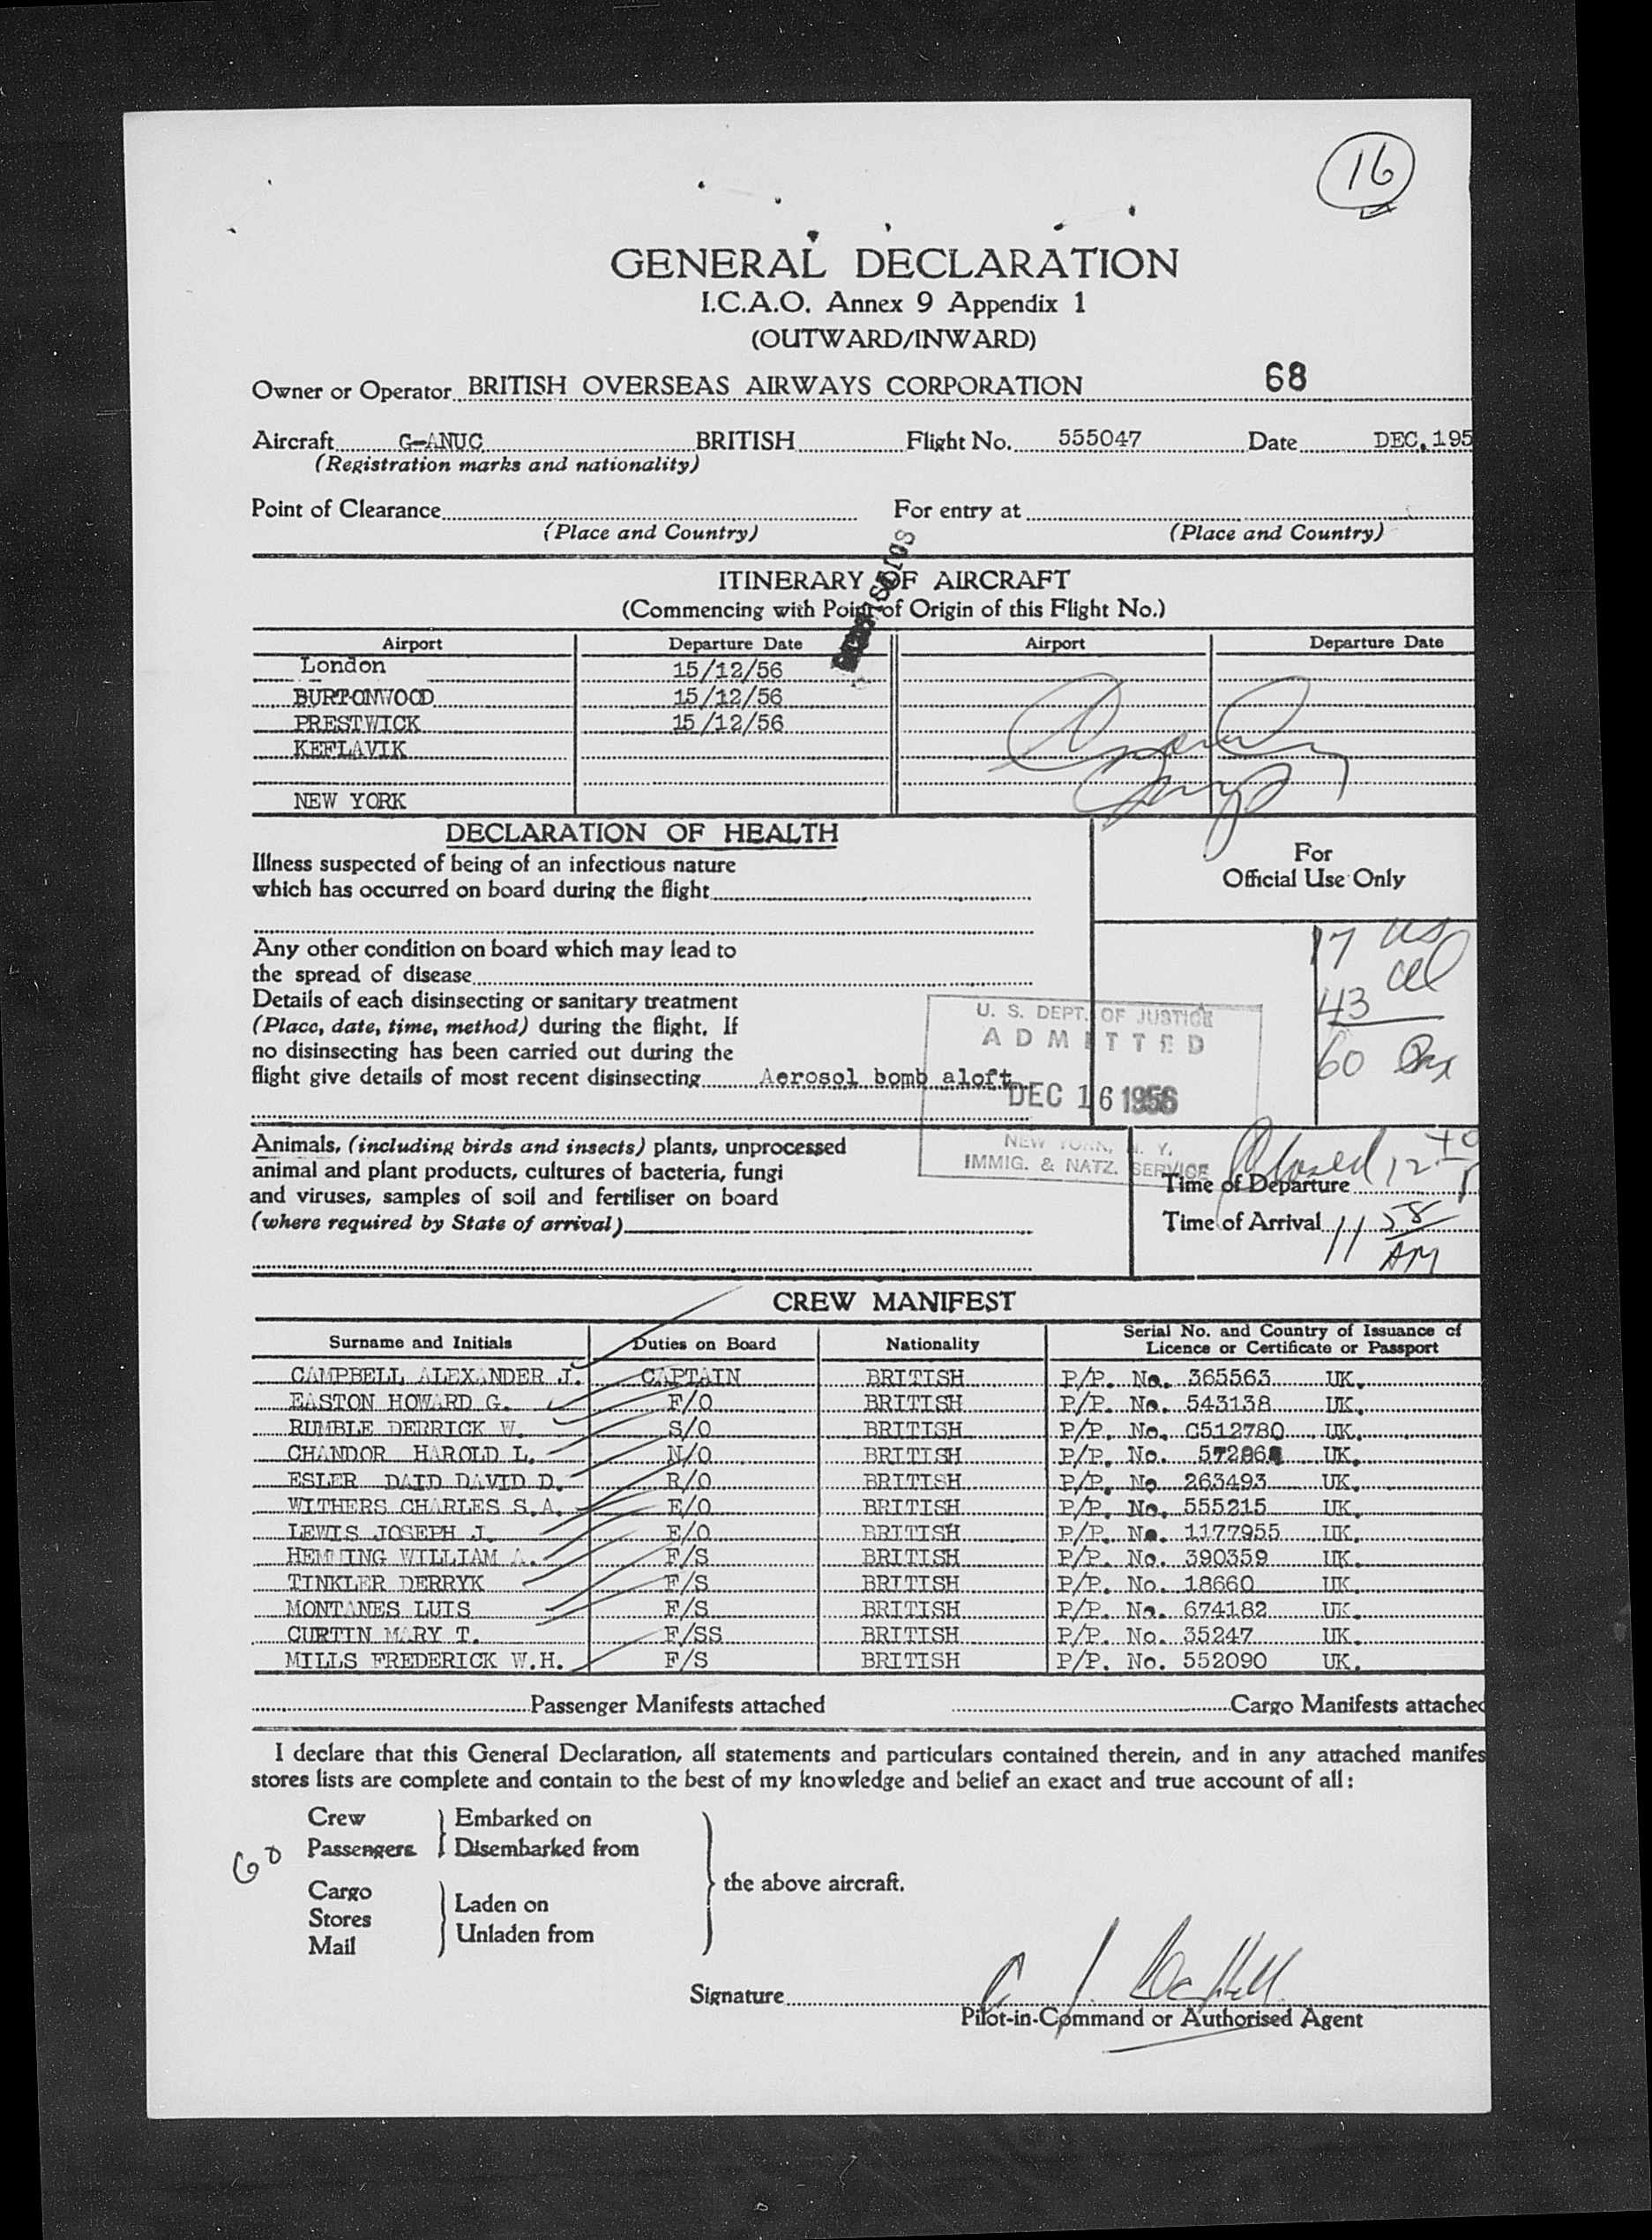 16
GENERAL DECLARATION
I.C.A.O. Annex 9 Appendix 1
(OUTWARD/INWARD)
Owner or Operator BRITISH OVERSEAS AIRWAYS CORPORATION 68
Aircraft G-ANUC BRITISH Flight No. 555047 Date DEC. 195
(Registration marks and nationality)
Point of Clearance For entry at
(Place and Country) (Place and Country)
ITINERARY OF AIRCRAFT
(Commencing with Point of Origin of this Flight No.)
Airport Departure Date Airport Departure Date
London 15/12/56
BURTONWOOD 15/12/56
PRESTWICK 15/12/56
KEFLAVIK
NEW YORK
DECLARATION OF HEALTH
For
Official Use Only
Illness suspected of being of an infectious nature
which has occurred on board during the flight
17 us
Any other condition on board which may lead to
the spread of disease
43
Details of each disinsecting or sanitary treatment
(Place, date, time, method) during the flight. If
no disinsecting has been carried out during the
flight give details of most recent disinsecting Aerosol bomb aloft
60 Pax
U. S. DEPT. OF JUSTICE
ADMITTED
DEC 16 1956
NEW YORK, N. Y.
IMMIG. & NATZ. SERVICE
Animals, (including birds and insects) plants, unprocessed
animal and plant products, cultures of bacteria, fungi
and viruses, samples of soil and fertiliser on board
(where required by State of arrival)
Closed 12
Time of Departure
Time of Arrival 11 58 AM
CREW MANIFEST
Surname and Initials Duties on Board Nationality Serial No. and Country of Issuance of
Licence or Certificate or Passport
CAMPBELL ALEXANDER J. CAPTAIN BRITISH P/P. No. 365563 UK.
EASTON HOWARD G. F/O BRITISH P/P. No. 543138 UK.
RUMBLE DERRICK W. S/O BRITISH P/P. No. C512780 UK.
CHANDOR HAROLD L. N/O BRITISH P/P. No. UK.
ESLER DAID DAVID D. R/O BRITISH P/P. No 263493 UK.
WITHERS CHARLES S.A. E/O BRITISH P/P. No. 555215 UK.
LEWIS JOSEPH J. E/O BRITISH P/P. No. 1177955 UK.
HEMMING WILLIAM A. F/S BRITISH P/P. No. 390359 UK.
TINKLER DERRYK F/S BRITISH P/P. No. 18660 UK.
MONTANES LUIS F/S BRITISH P/P. No. 674182 UK.
CURTIN MARY T. F/SS BRITISH P/P. No. 35247 UK.
MILLS FREDERICK W.H. F/S BRITISH P/P. No. 552090 UK.
Passenger Manifests attached Cargo Manifests attached
I declare that this General Declaration, all statements and particulars contained therein, and in any attached manifes
stores lists are complete and contain to the best of my knowledge and belief an exact and true account of all:
Crew Embarked on
60 Passengers Disembarked from
the above aircraft.
Cargo Laden on
Stores
Mail Unladen from
Signature
Pilot-in-Command or Authorised Agent